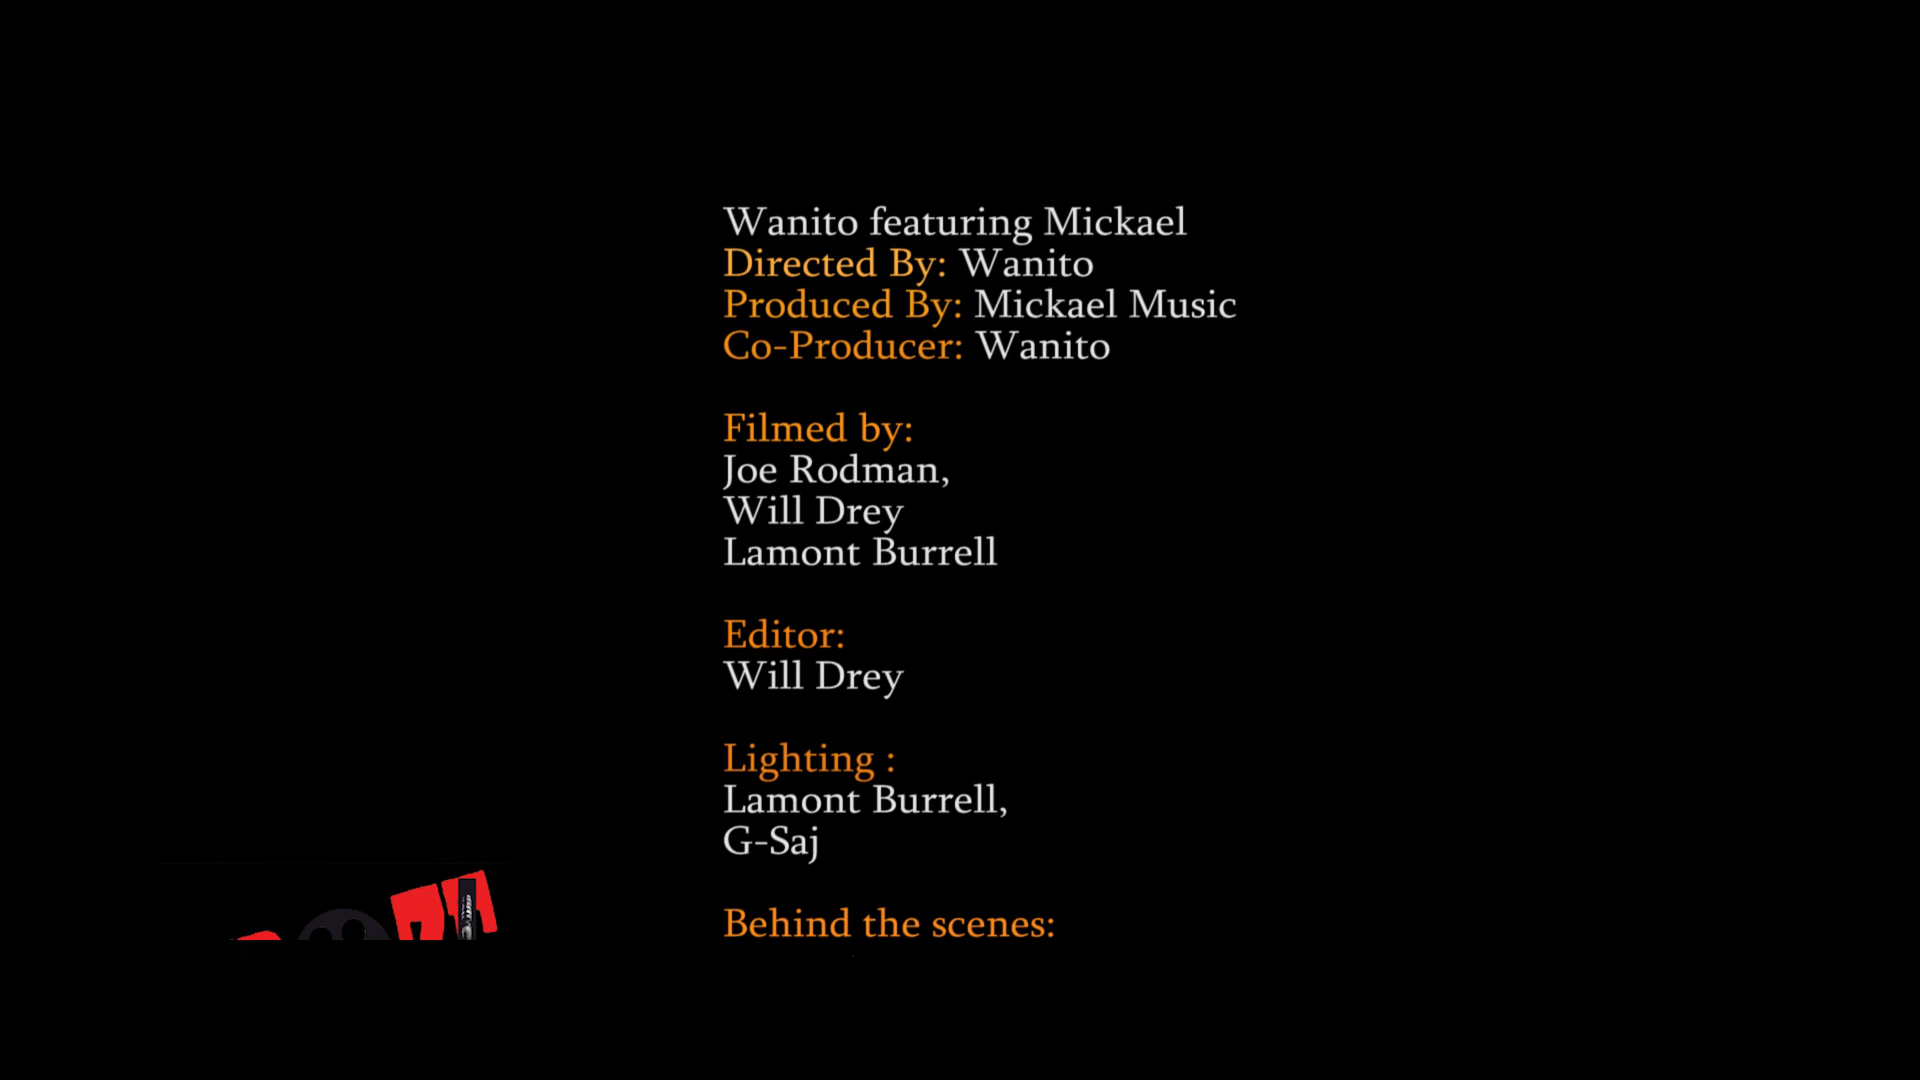 Wanito featuring Mickael
Directed By: Wanito
Produced By: Mickael Music
Co-Producer: Wanito
Filmed by:
Joe Rodman,
Will Drey
Lamont Burrell
Editor:
Will Drey
Lighting :
Lamont Burrell,
G-Saj
Behind the scenes: